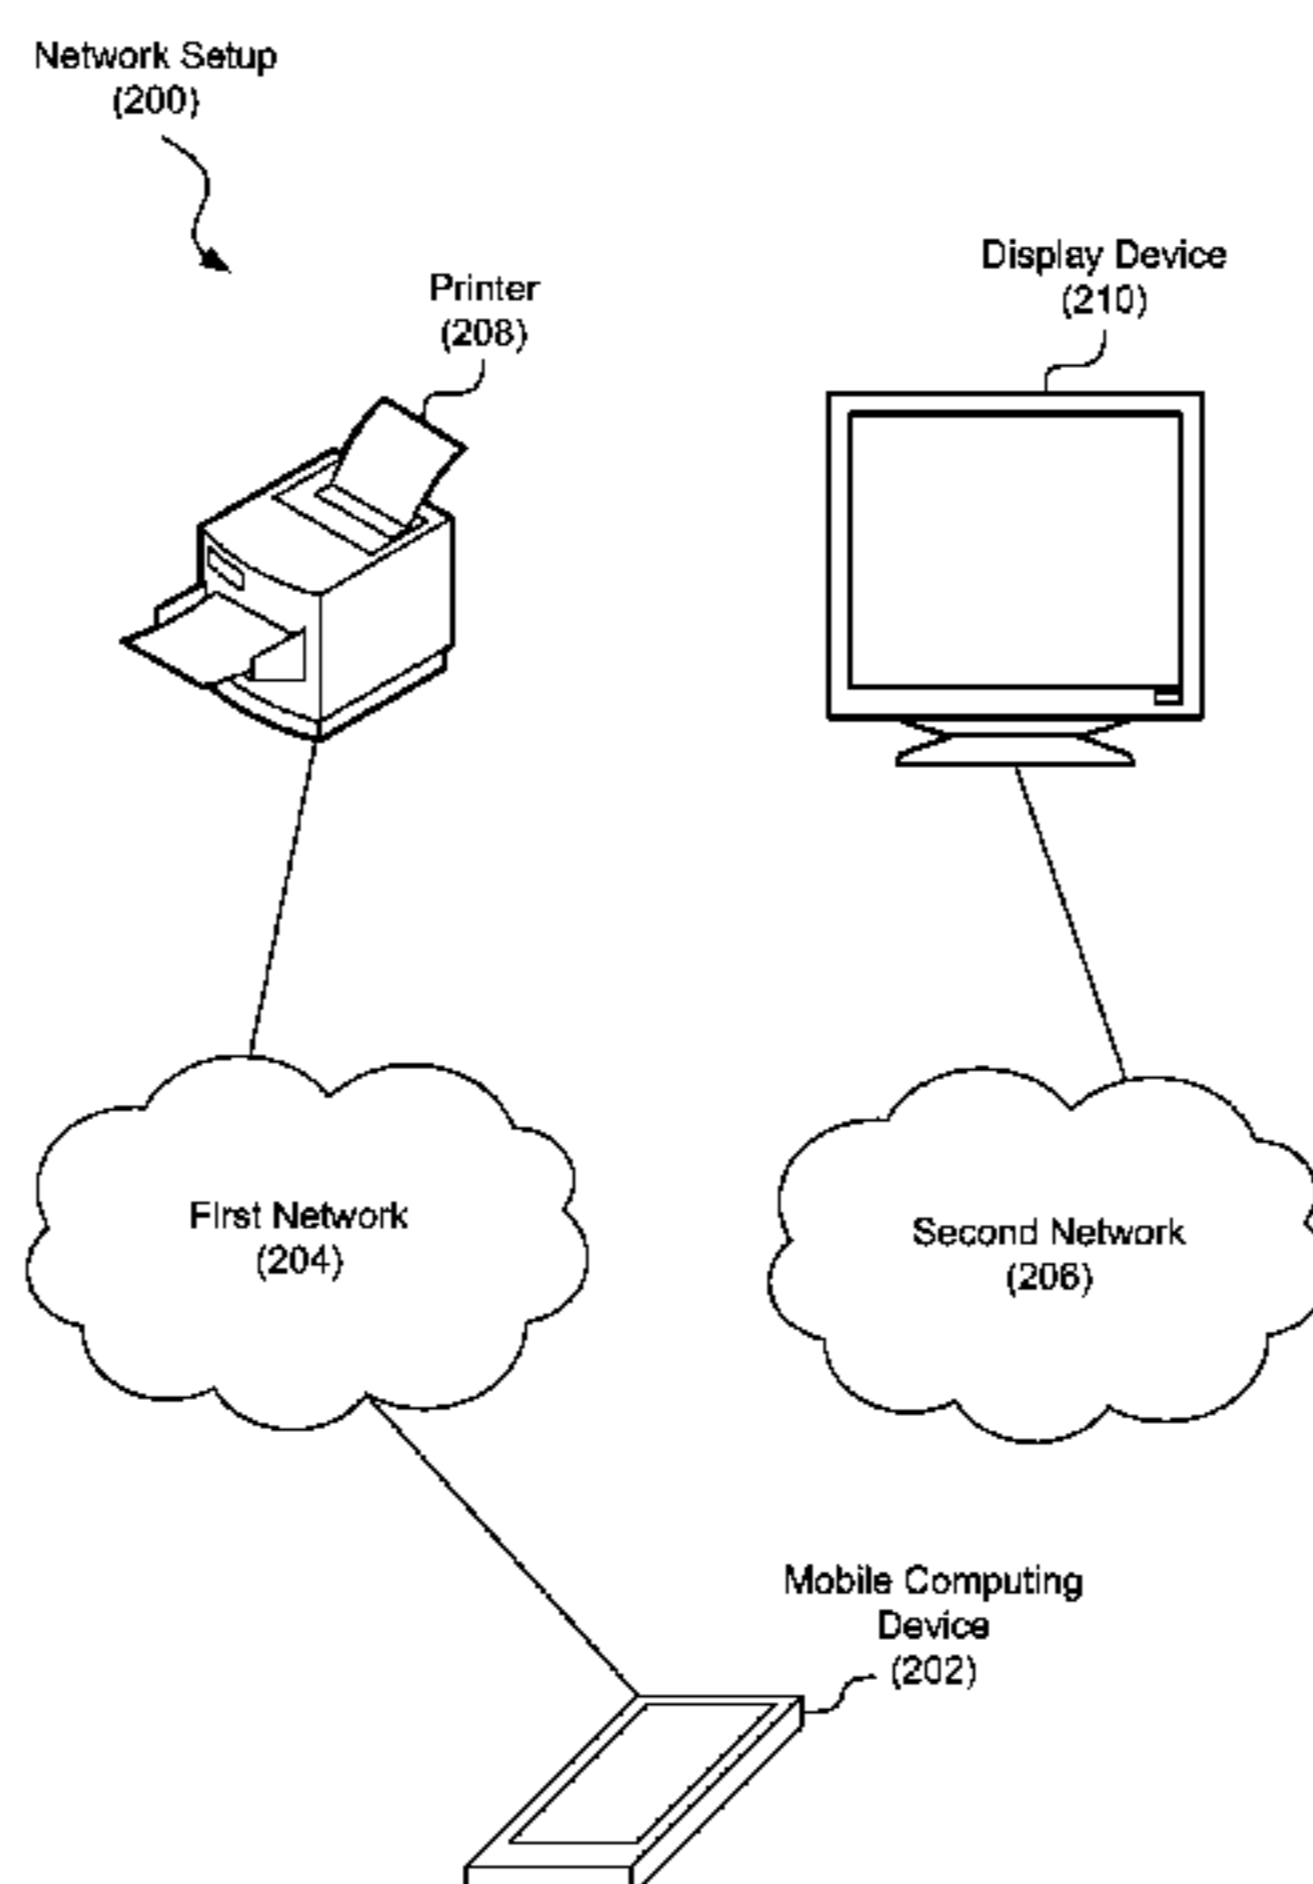 Network Setup
(200)
Display Device
(210)
Printer
(208)
First Network
(204)
Second Network
(206)
Mobile Computing
Device
(202)